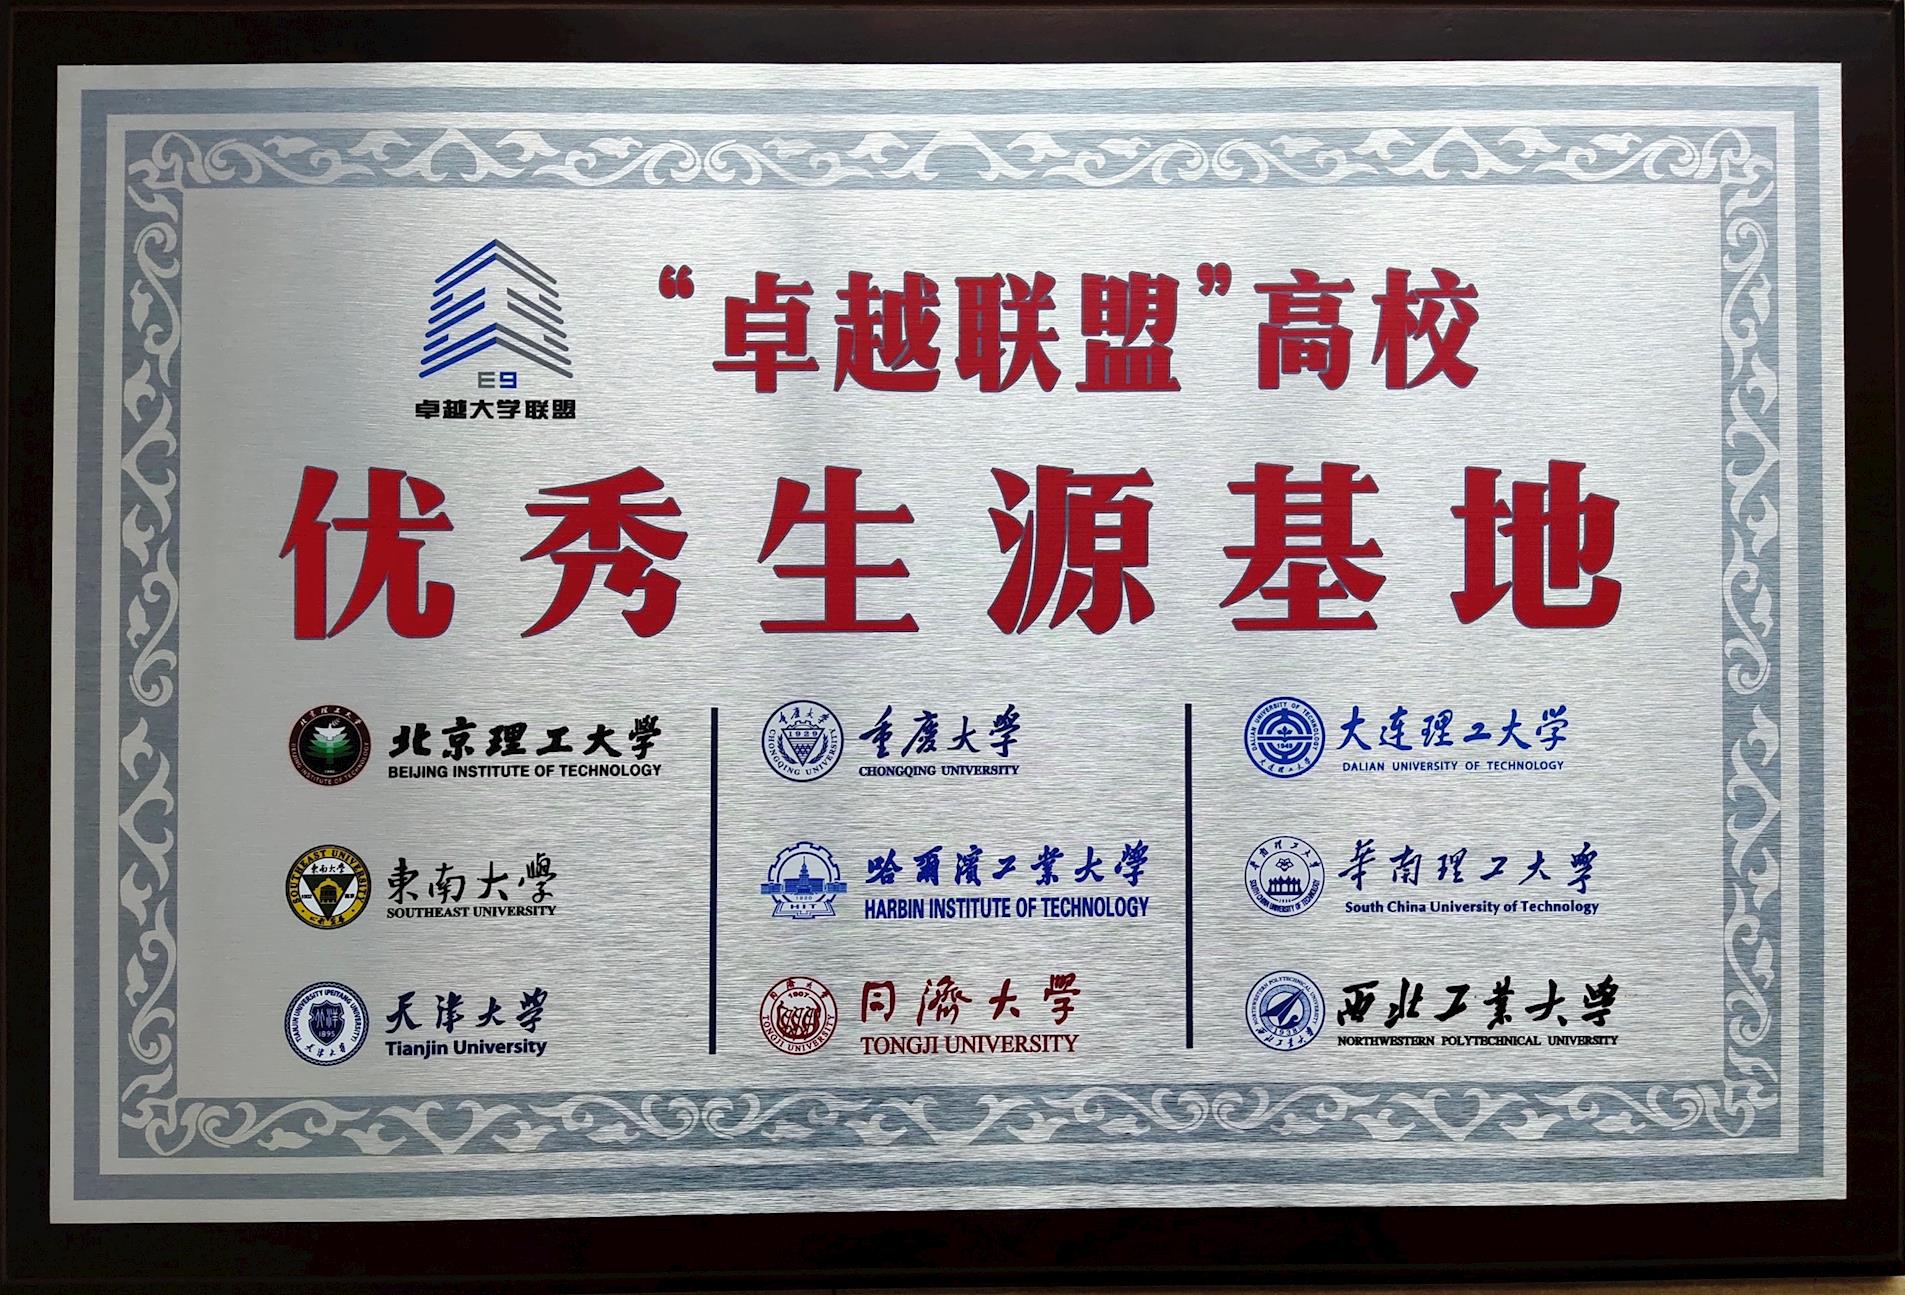 “卓越联盟”高校
E9
卓越大学联盟
优秀生源基地
北京理工大学
BEIJING INSTITUTE OF TECHNOLOGY
東南大學
SOUTHEAST UNIVERSITY
天津大学
Tianjin University
重庆大学
CHONGQING UNIVERSITY
哈爾濱工業大學
HARBIN INSTITUTE OF TECHNOLOGY
HIT
同濟大學
TONGJI UNIVERSITY
大连理工大学
DALIAN UNIVERSITY OF TECHNOLOGY
華南理工大學
South China University of Technology
西北工業大学
NORTHWESTERN POLYTECHNICAL UNIVERSITY